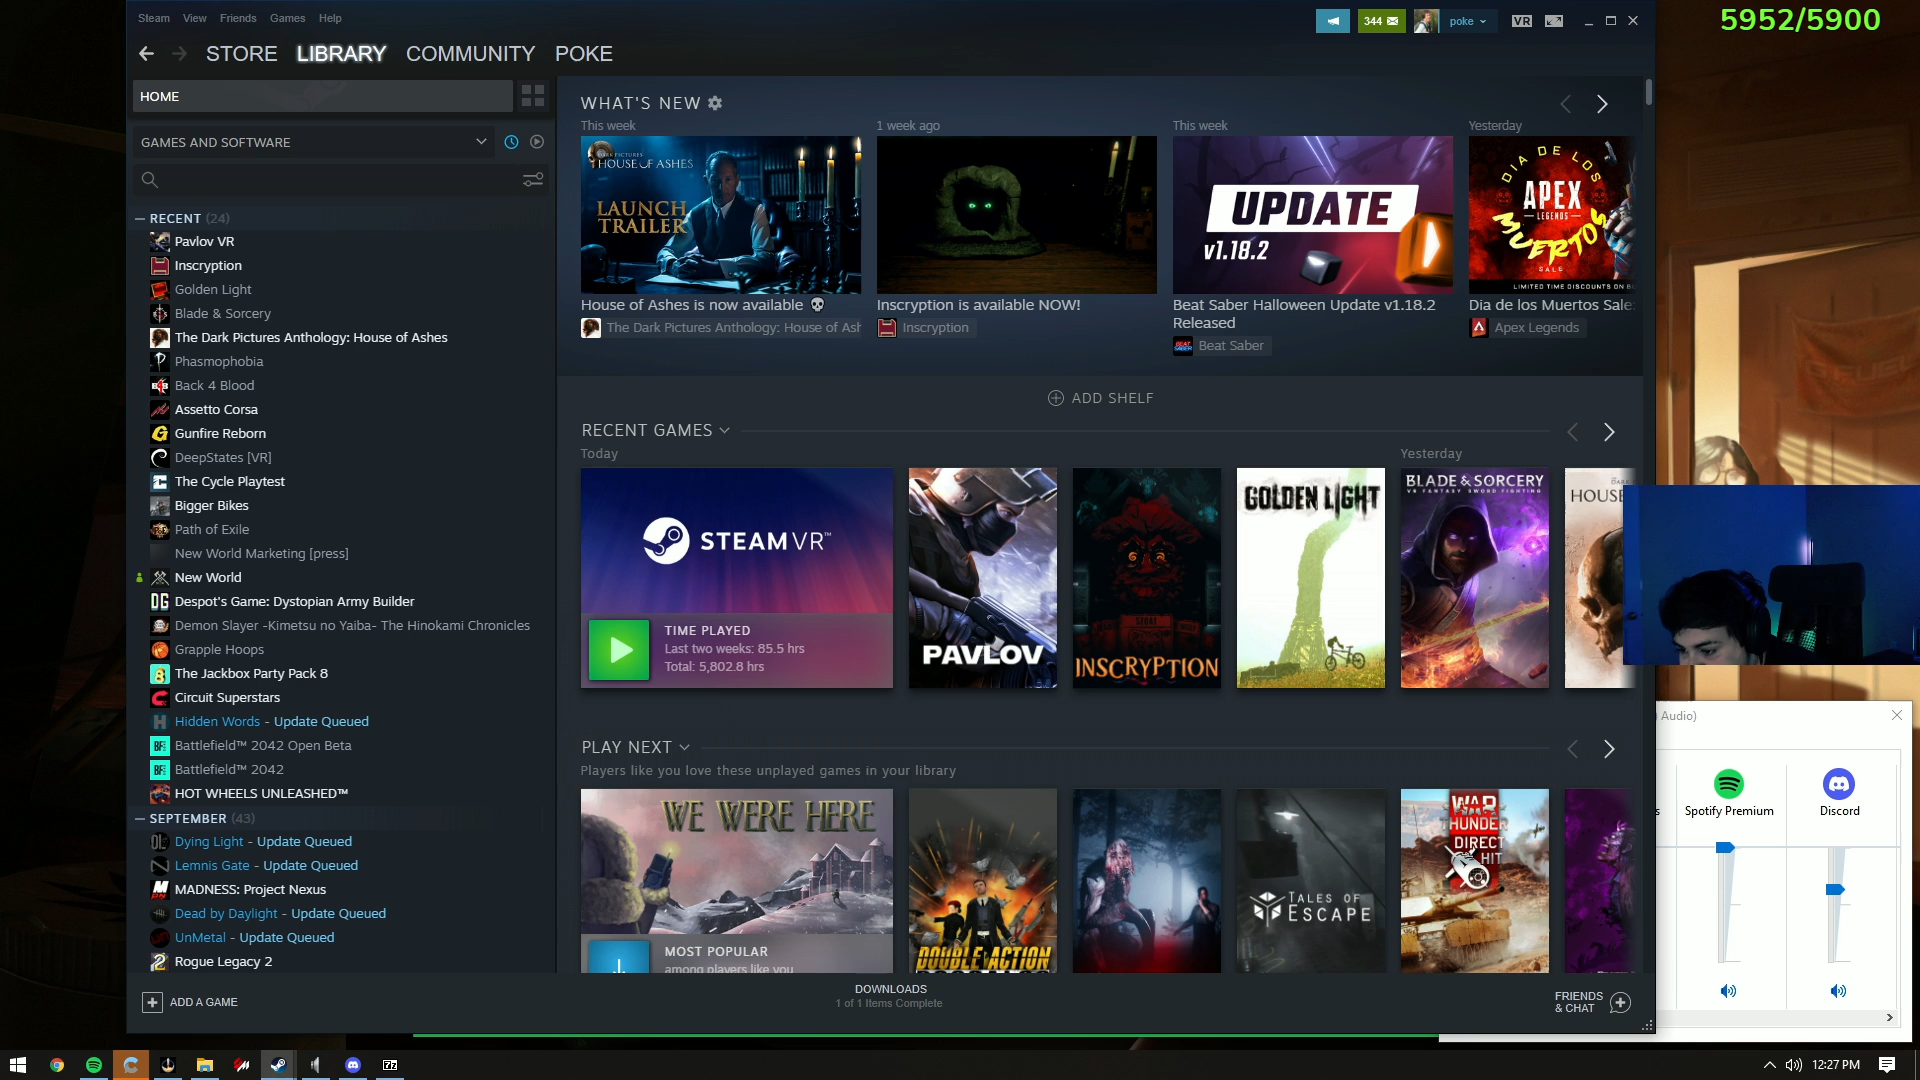 Steam View Friends Games Help
344
poke
VR
5952/5900
STORE LIBRARY COMMUNITY POKE
HOME
GAMES AND SOFTWARE
RECENT (24)
Pavlov VR
Inscryption
Golden Light
Blade & Sorcery
The Dark Pictures Anthology: House of Ashes
Phasmophobia
Back 4 Blood
Assetto Corsa
Gunfire Reborn
DeepStates [VR]
The Cycle Playtest
Bigger Bikes
Path of Exile
New World Marketing [press]
New World
Despot's Game: Dystopian Army Builder
Demon Slayer -Kimetsu no Yaiba- The Hinokami Chronicles
Grapple Hoops
The Jackbox Party Pack 8
Circuit Superstars
Hidden Words - Update Queued
Battlefield™ 2042 Open Beta
Battlefield™ 2042
HOT WHEELS UNLEASHED™
SEPTEMBER (43)
Dying Light - Update Queued
Lemnis Gate - Update Queued
MADNESS: Project Nexus
Dead by Daylight - Update Queued
UnMetal - Update Queued
Rogue Legacy 2
ADD A GAME
WHAT'S NEW
This week
1 week ago
This week
Yesterday
HOUSE OF ASHES
LAUNCH
TRAILER
UPDATE
v1.18.2
DIA DE LOS
APEX
LEGENDS
MUERTOS
SALE
LIMITED TIME DISCOUNTS ON
House of Ashes is now available
The Dark Pictures Anthology: House of Ash
Inscryption is available NOW!
Inscryption
Beat Saber Halloween Update v1.18.2
Released
Beat Saber
Dia de los Muertos Sale:
Apex Legends
ADD SHELF
RECENT GAMES
Today
Yesterday
STEAMVR™
TIME PLAYED
Last two weeks: 85.5 hrs
Total: 5,802.8 hrs
PAVLOV
INSCRYPTION
GOLDEN LIGHT
BLADE & SORCERY
VR FANTASY SWORD FIGHTING
HOUSE
PLAY NEXT
Players like you love these unplayed games in your library
WE WERE HERE
MOST POPULAR
among players like you
DOUBLE ACTION
TALES OF
ESCAPE
WAR
THUNDER
DIRECT
HIT
DOWNLOADS
1 of 1 Items Complete
FRIENDS
& CHAT
Audio)
Spotify Premium
Discord
12:27 PM